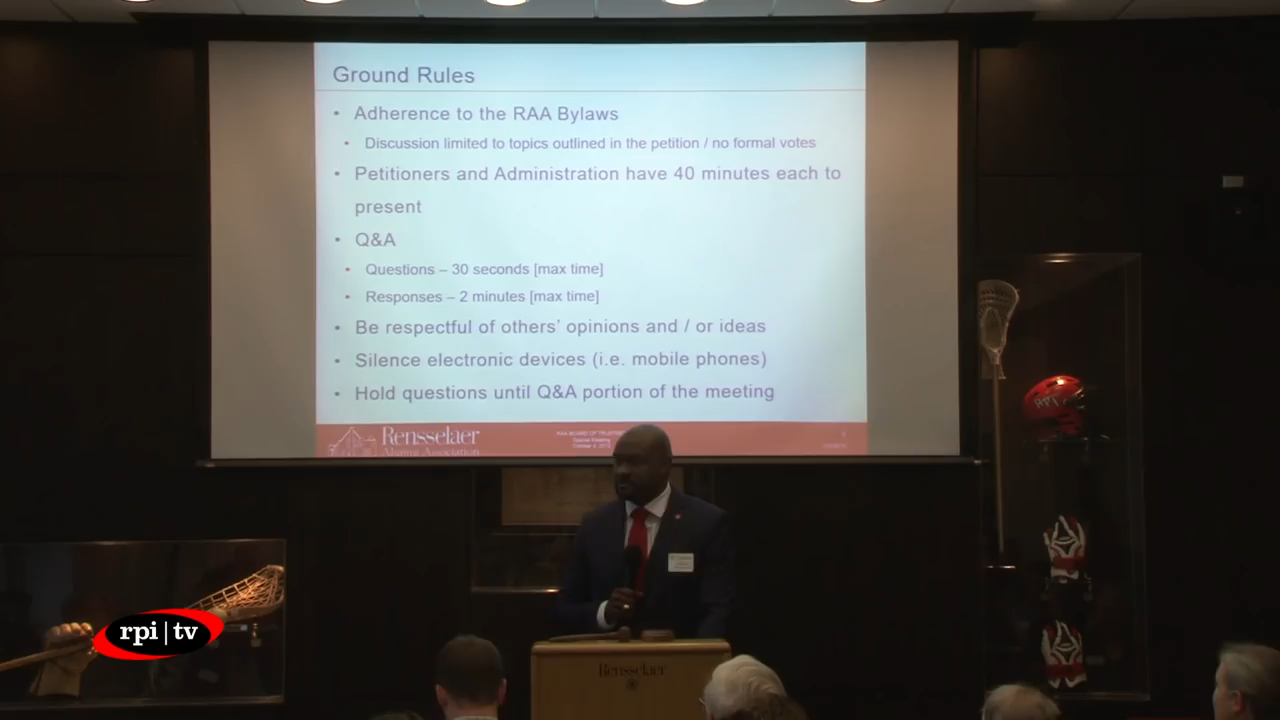 Ground Rules
• Adherence to the RAA Bylaws
• Discussion limited to topics outlined in the petition / no formal votes
• Petitioners and Administration have 40 minutes each to
present
• Q&A
• Questions – 30 seconds [max time]
• Responses – 2 minutes [max time]
• Be respectful of others' opinions and / or ideas
• Silence electronic devices (i.e. mobile phones)
• Hold questions until Q&A portion of the meeting
Rensselaer
Alumni Association
RPI
rpi|tv
Rensselaer